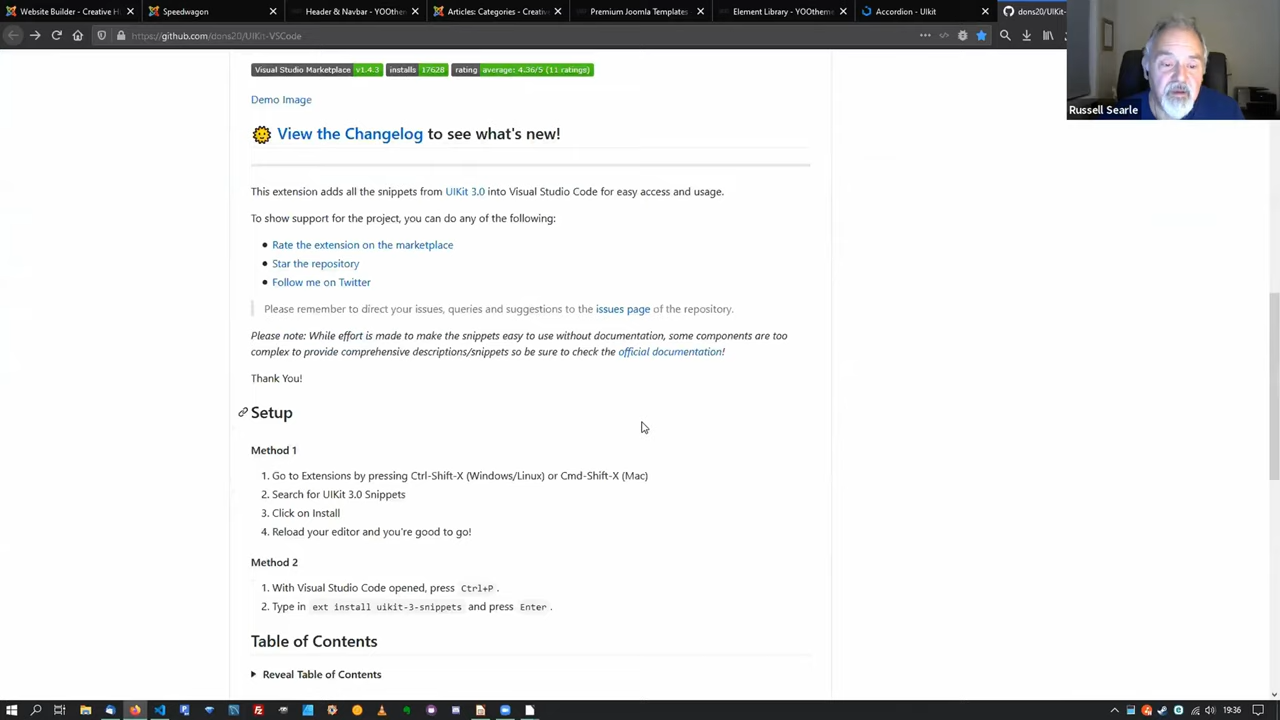 Website Builder - Creative H
Speedwagon
Header & Navbar - YOOthe
Articles: Categories - Creativ
Premium Joomla Templates
Element Library - YOOthem
Accordion - UIkit
dons20/UIKit-
https://github.com/dons20/UIKit-VSCode
Russell Searle
Visual Studio Marketplace v1.4.3 installs 17628 rating average: 4.36/5 (11 ratings)
Demo Image
View the Changelog to see what's new!
This extension adds all the snippets from UIKit 3.0 into Visual Studio Code for easy access and usage.
To show support for the project, you can do any of the following:
Rate the extension on the marketplace
Star the repository
Follow me on Twitter
Please remember to direct your issues, queries and suggestions to the issues page of the repository.
Please note: While effort is made to make the snippets easy to use without documentation, some components are too
complex to provide comprehensive descriptions/snippets so be sure to check the official documentation!
Thank You!
Setup
Method 1
1. Go to Extensions by pressing Ctrl-Shift-X (Windows/Linux) or Cmd-Shift-X (Mac)
2. Search for UIKit 3.0 Snippets
3. Click on Install
4. Reload your editor and you're good to go!
Method 2
1. With Visual Studio Code opened, press Ctrl+P.
2. Type in ext install uikit-3-snippets and press Enter.
Table of Contents
Reveal Table of Contents
19:36